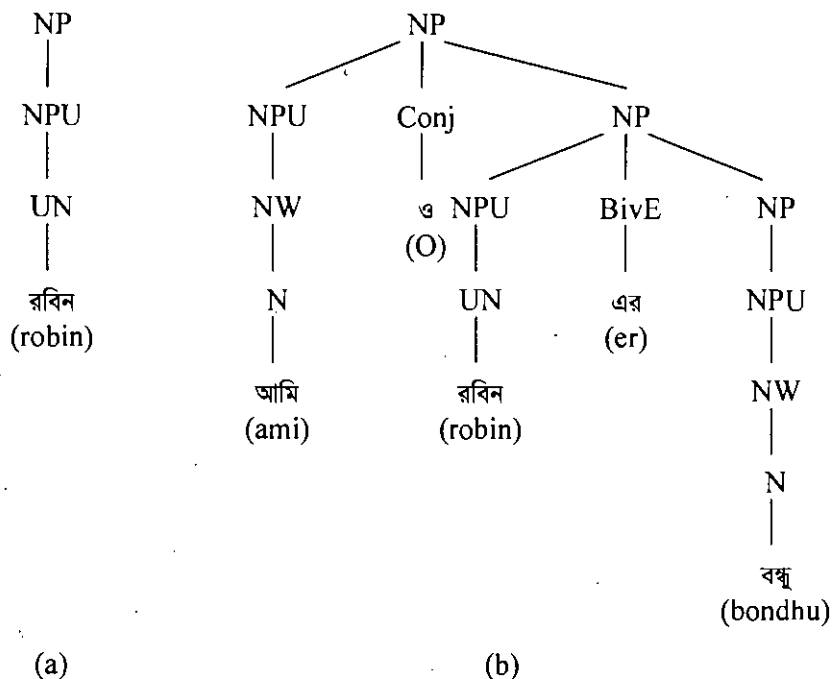 NP NP
NPU NPU Conj NP
UN NW ও NPU BivE NP
(O)
রবিন N UN এর NPU
(robin) (er)
আমি রবিন NW
(ami) (robin)
N
বন্ধু
(bondhu)
(a) (b)